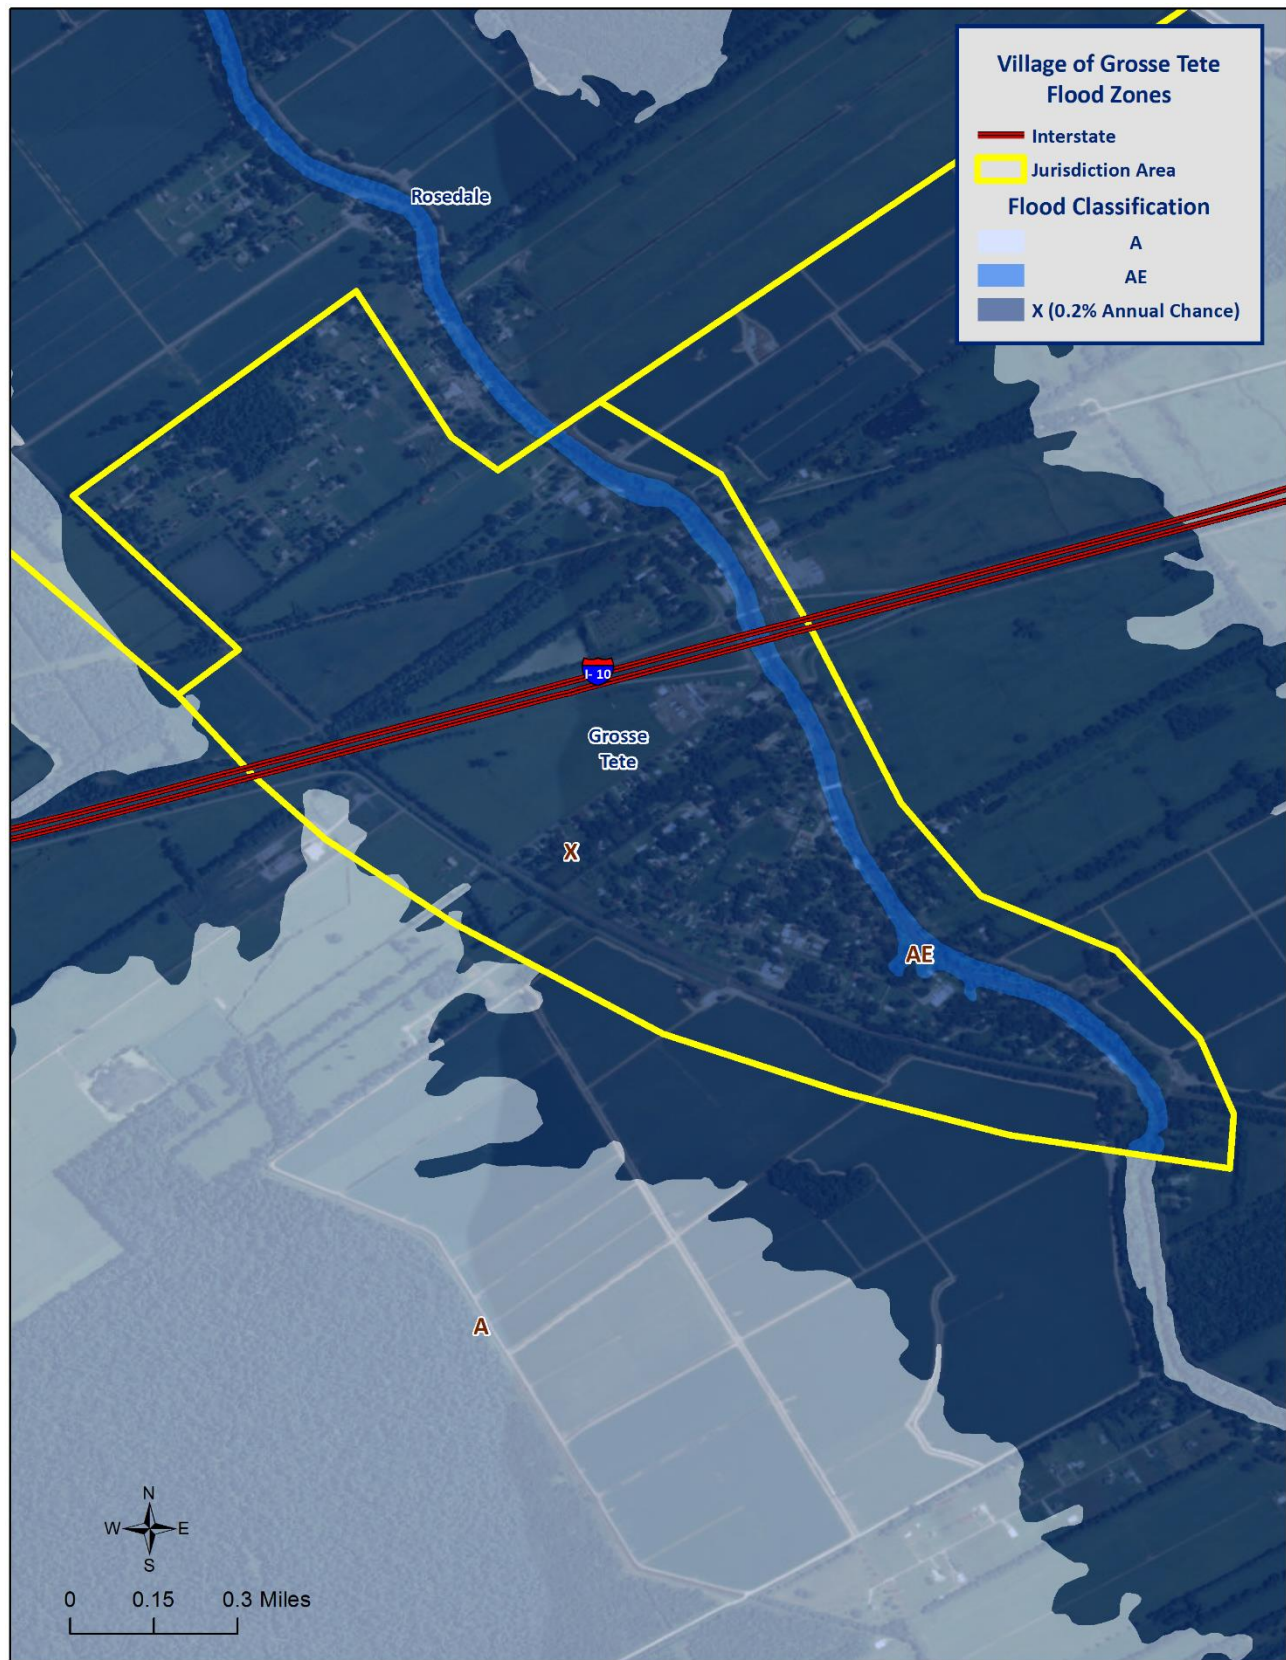 Village of Grosse Tete
Flood Zones
Interstate
Jurisdiction Area
Flood Classification
A
AE
X (0.2% Annual Chance)
Rosedale
I-10
Grosse
Tete
X
AE
A
N
W E
S
0 0.15 0.3 Miles